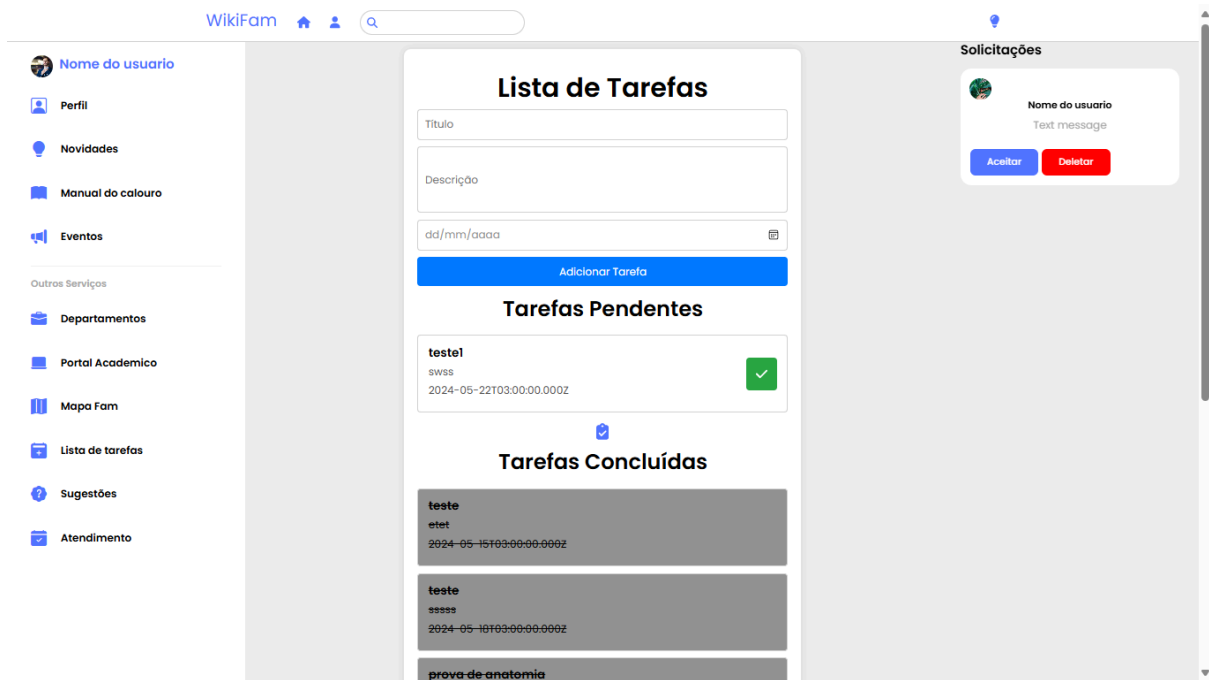 WikiFam
Nome do usuario
Perfil
Novidades
Manual do calouro
Eventos
Outros Serviços
Departamentos
Portal Academico
Mapa Fam
Lista de tarefas
Sugestões
Atendimento
Lista de Tarefas
Título
Descrição
dd/mm/aaaa
Adicionar Tarefa
Tarefas Pendentes
teste1
swss
2024-05-22T03:00:00.000Z
Tarefas Concluídas
teste
etet
2024-05-15T03:00:00.000Z
teste
sssss
2024-05-18T03:00:00.000Z
prova de anatomia
Solicitações
Nome do usuario
Text message
Aceitar
Deletar